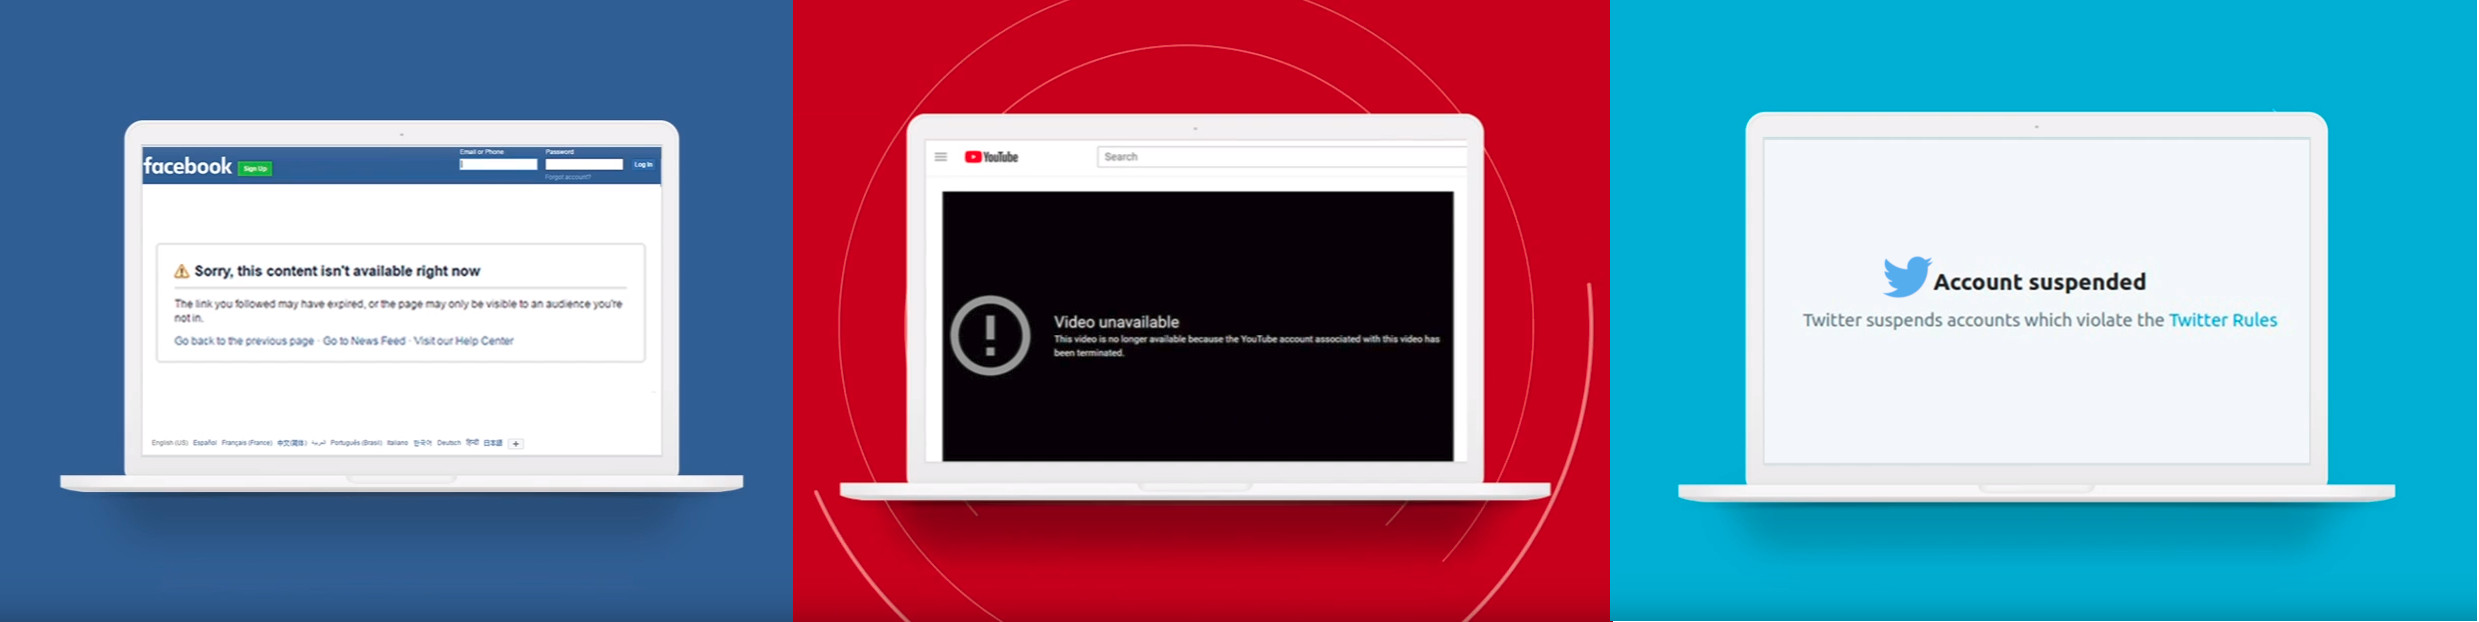 facebook
Sign Up
Email or Phone
Password
Log In
Forgot account?
Sorry, this content isn't available right now
The link you followed may have expired, or the page may only be visible to an audience you're
not in.
Go back to the previous page · Go to News Feed · Visit our Help Center
English (US) Español Français (France) 中文(简体) العربية Português (Brasil) Italiano 한국어 Deutsch हिन्दी 日本語 +
YouTube
Search
Video unavailable
This video is no longer available because the YouTube account associated with this video has
been terminated.
Account suspended
Twitter suspends accounts which violate the Twitter Rules